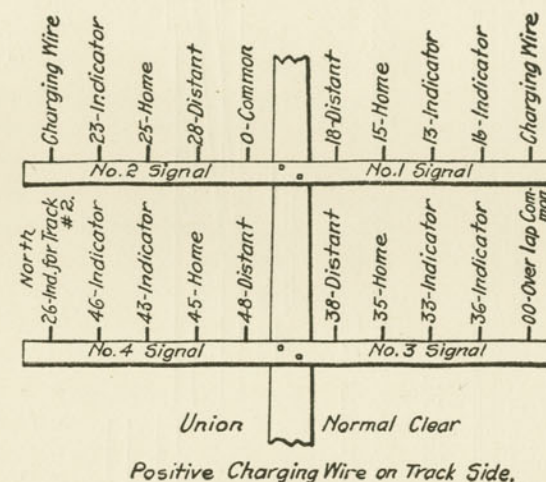 Charging Wire
23-Indicator
25-Home
28-Distant
0-Common
18-Distant
15-Home
13-Indicator
16-Indicator
Charging Wire
No.2 Signal
No.1 Signal
North
26-Ind. for Track
#2.
46-Indicator
43-Indicator
45-Home
48-Distant
38-Distant
35-Home
33-Indicator
36-Indicator
00-Over lap Com-
mon
No.4 Signal
No.3 Signal
Union
Normal Clear
Positive Charging Wire on Track Side.